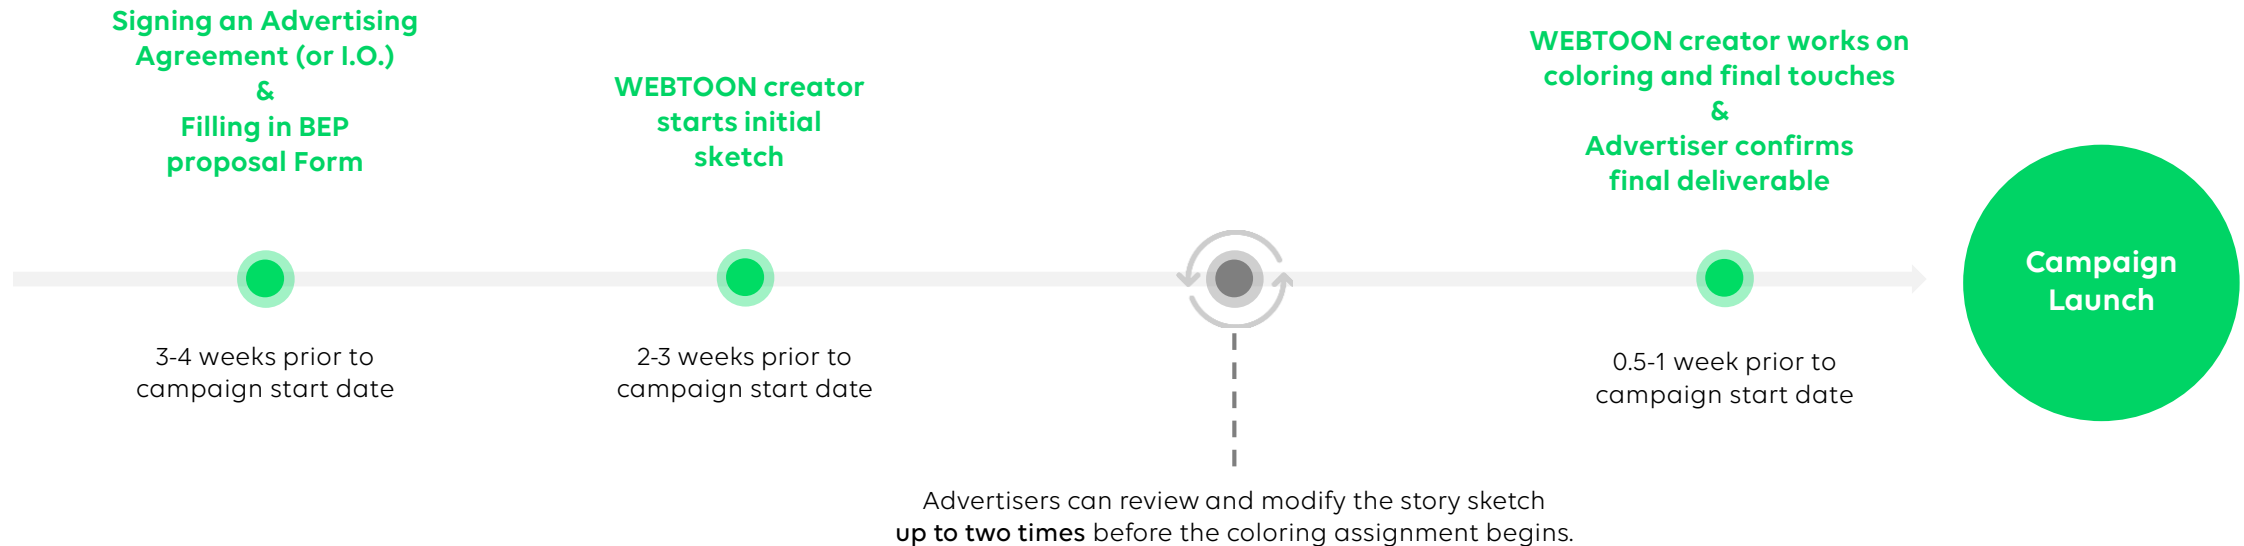 Signing an Advertising
Agreement (or I.O.)
&
Filling in BEP
proposal Form
3-4 weeks prior to
campaign start date
WEBTOON creator
starts initial
sketch
2-3 weeks prior to
campaign start date
Advertisers can review and modify the story sketch
up to two times before the coloring assignment begins.
WEBTOON creator works on
coloring and final touches
&
Advertiser confirms
final deliverable
0.5-1 week prior to
campaign start date
Campaign
Launch